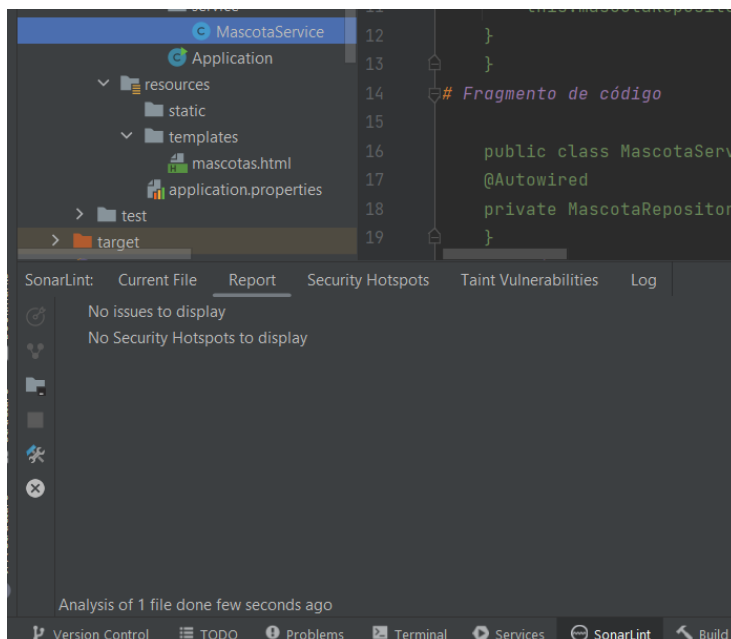 service
MascotaService
Application
resources
static
templates
mascotas.html
application.properties
test
target
11
12 }
13 }
14 # Fragmento de código
15
16 public class MascotaServ
17 @Autowired
18 private MascotaRepositor
19 }
SonarLint: Current File Report Security Hotspots Taint Vulnerabilities Log
No issues to display
No Security Hotspots to display
Analysis of 1 file done few seconds ago
Version Control TODO Problems Terminal Services SonarLint Build